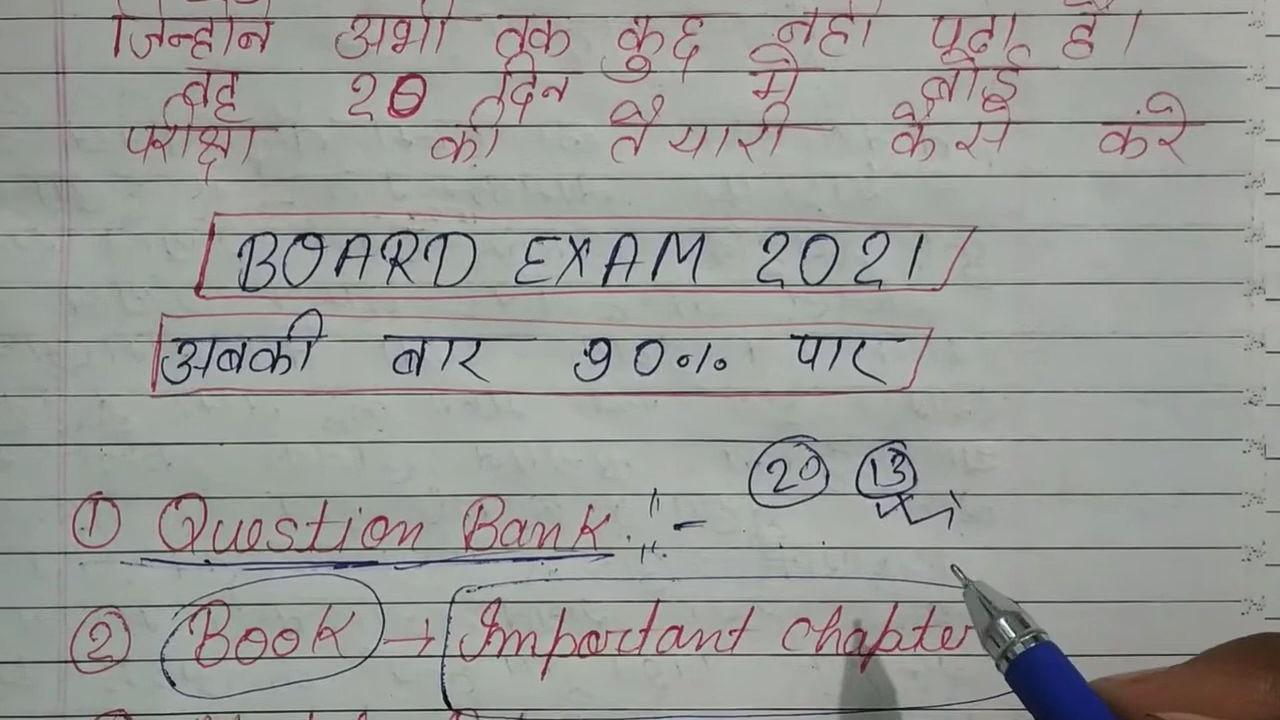 जिन्होने अभी तक कुछ नहीं पढ़ा है।
वह 20 दिन में बोर्ड
परीक्षा की तैयारी कैसे करें
BOARD EXAM 2021
अबकी बार 90% पार
20 13
① Question Bank :-
② Book → Important Chapter